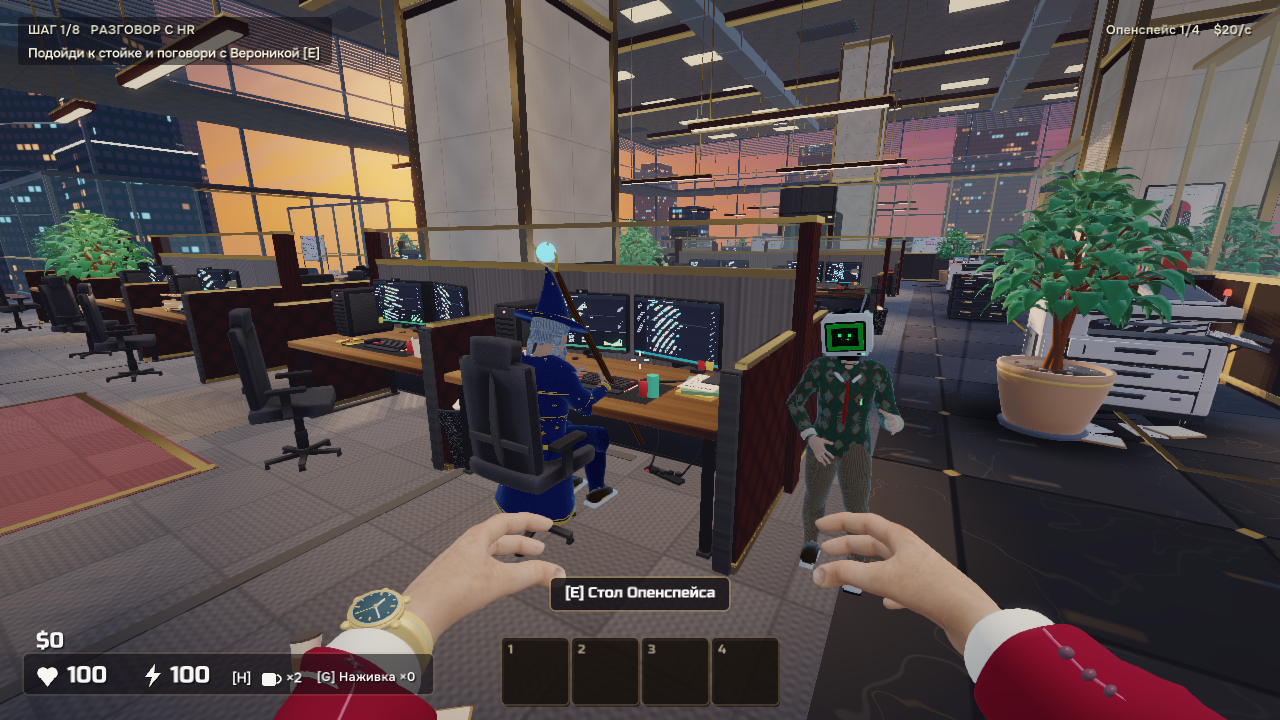 ШАГ 1/8 РАЗГОВОР С HR
Подойди к стойке и поговори с Вероникой [E]
Опенспейс 1/4 $20/с
[E] Стол Опенспейса
$0
100 100 [H] ×2 [G] Наживка ×0
1 2 3 4